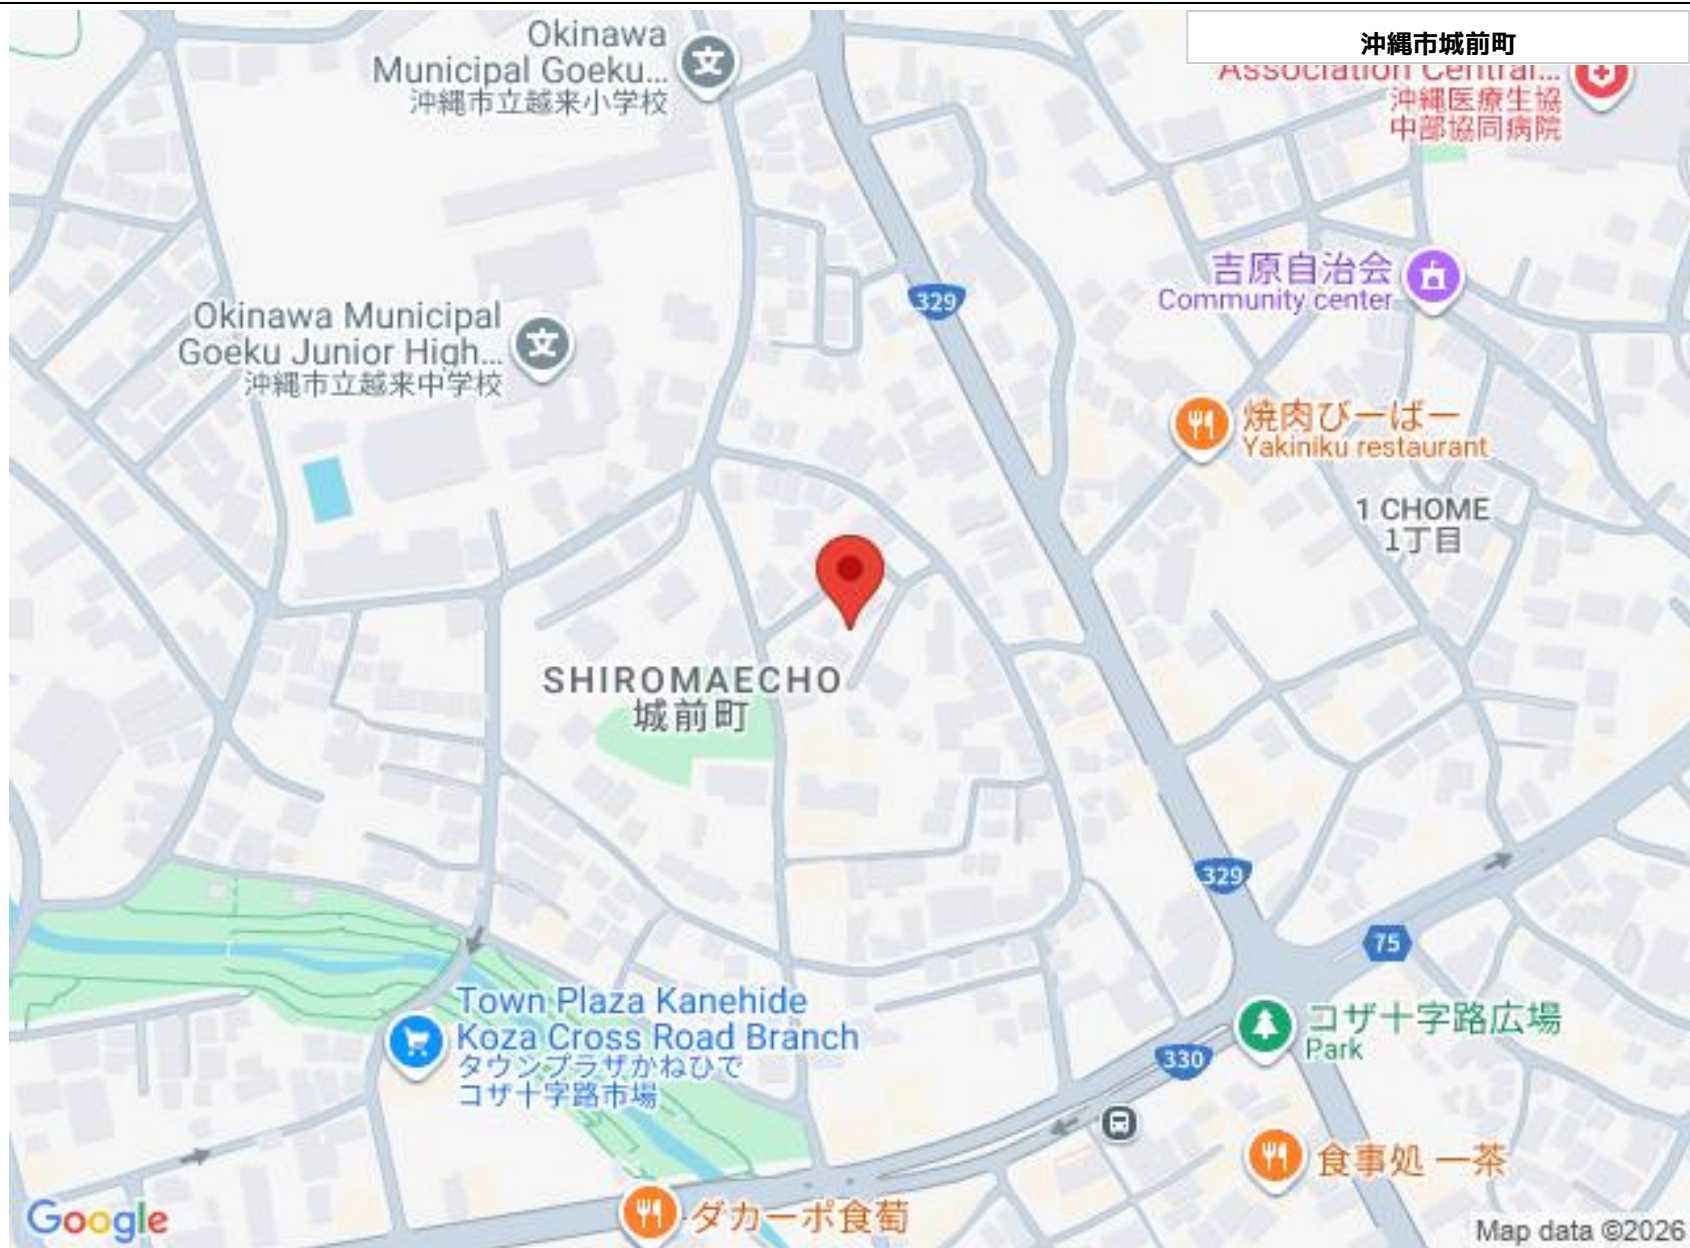 沖縄市城前町
Okinawa
Municipal Goeku...
沖縄市立越来小学校
Association Central...
沖縄医療生協
中部協同病院
吉原自治会
Community center
329
Okinawa Municipal
Goeku Junior High...
沖縄市立越来中学校
焼肉びーばー
Yakiniku restaurant
1 CHOME
1丁目
SHIROMAECHO
城前町
329
75
Town Plaza Kanehide
Koza Cross Road Branch
タウンプラザかねひで
コザ十字路市場
コザ十字路広場
Park
330
食事処 一茶
ダカーポ食蔔
Google
Map data ©2026